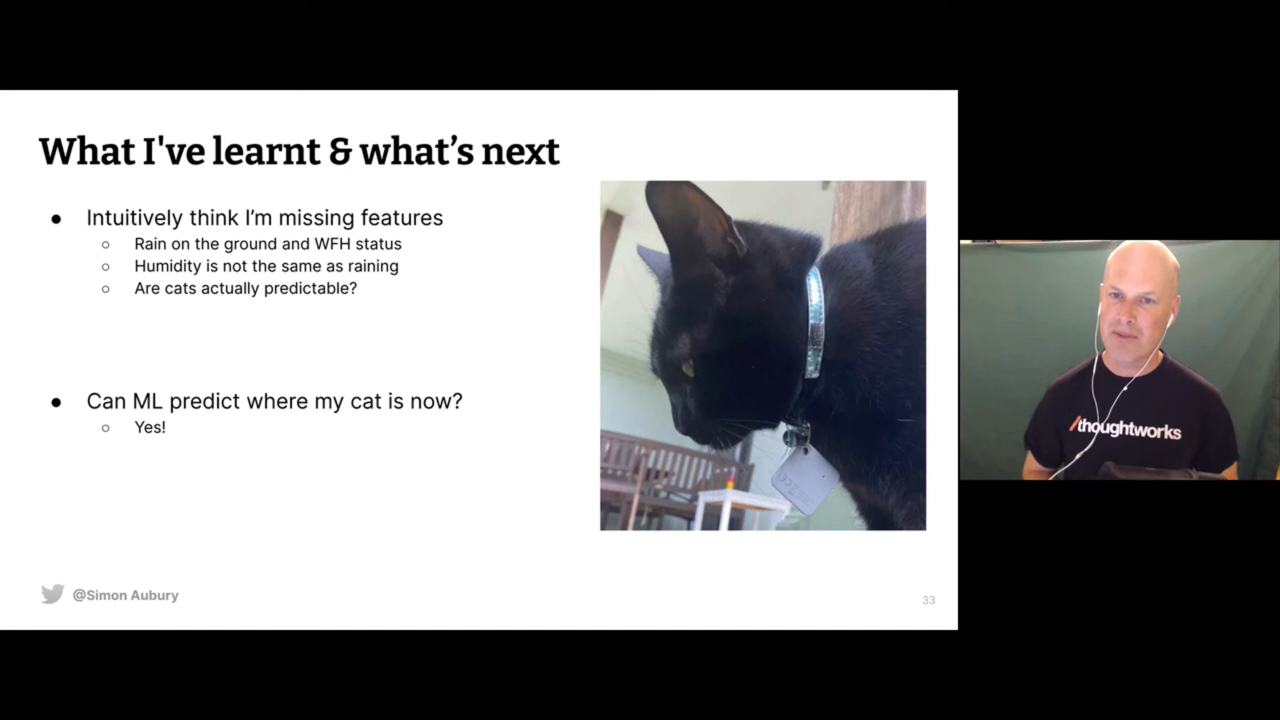 What I've learnt & what’s next
● Intuitively think I’m missing features
○ Rain on the ground and WFH status
○ Humidity is not the same as raining
○ Are cats actually predictable?
● Can ML predict where my cat is now?
○ Yes!
@Simon Aubury
33
/thoughtworks